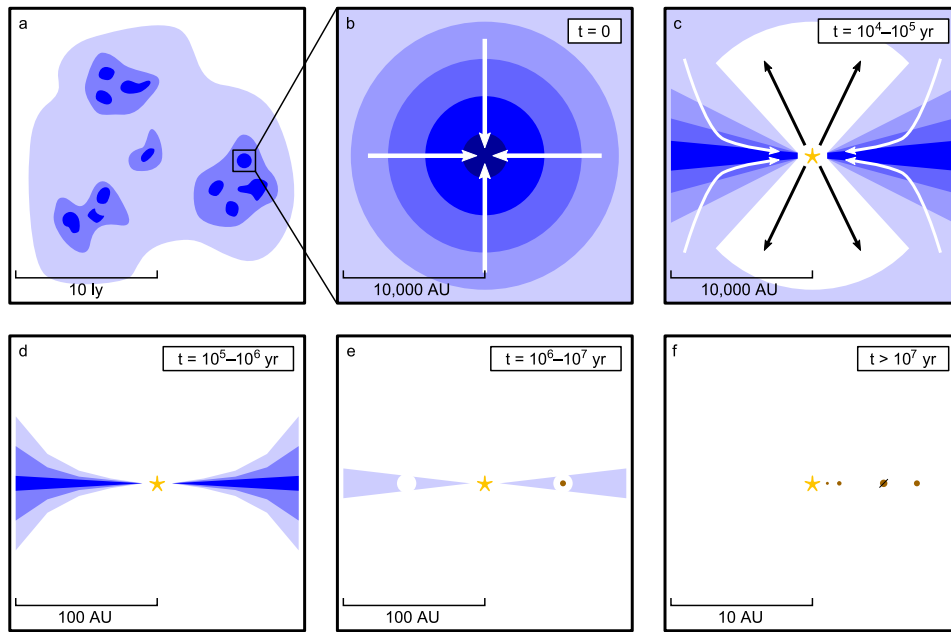 a
10 ly
b
t = 0
10,000 AU
c
t = 10⁴–10⁵ yr
10,000 AU
d
t = 10⁵–10⁶ yr
100 AU
e
t = 10⁶–10⁷ yr
100 AU
f
t > 10⁷ yr
10 AU